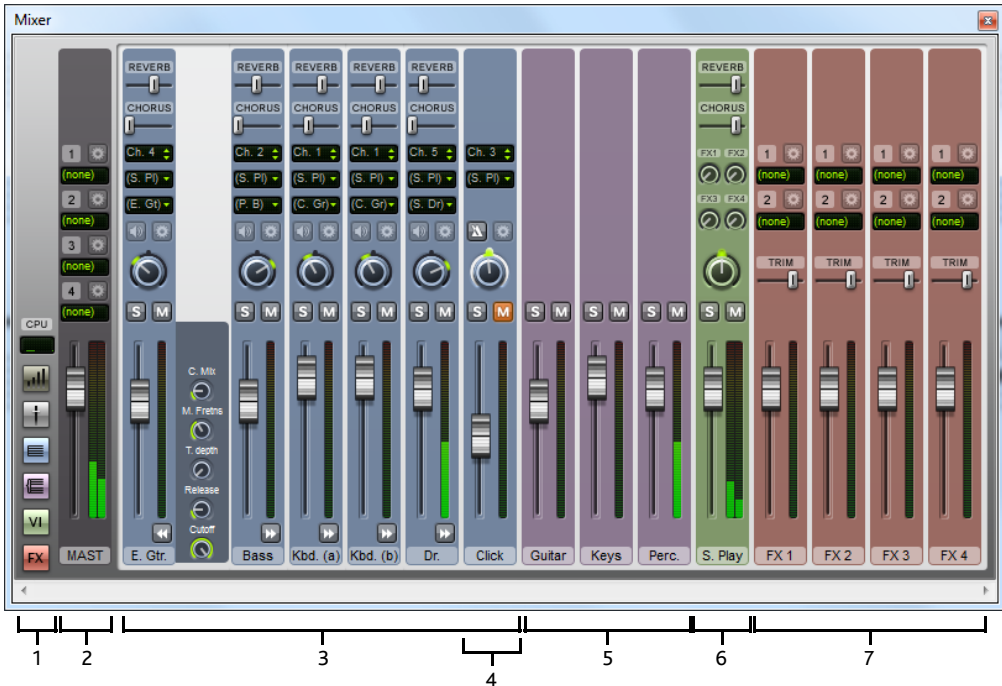 Mixer
REVERB REVERB REVERB REVERB REVERB REVERB
CHORUS CHORUS CHORUS CHORUS CHORUS CHORUS
1 Ch. 4 Ch. 2 Ch. 1 Ch. 1 Ch. 5 Ch. 3 FX1 FX2 1 1 1 1
(none) (S. Pl) (S. Pl) (S. Pl) (S. Pl) (S. Pl) (S. Pl) (none) (none) (none) (none)
2 (E. Gt) (P. B) (C. Gr) (C. Gr) (S. Dr) FX3 FX4 2 2 2 2
(none) (none) (none) (none) (none)
3
(none) TRIM TRIM TRIM TRIM
4
(none) S M S M S M S M S M S M S M S M S M S M
CPU
C. Mix
M. Fretns
T. depth
Release
VI
Cutoff
FX MAST E. Gtr. Bass Kbd. (a) Kbd. (b) Dr. Click Guitar Keys Perc. S. Play FX 1 FX 2 FX 3 FX 4
1 2 3 5 6 7
4